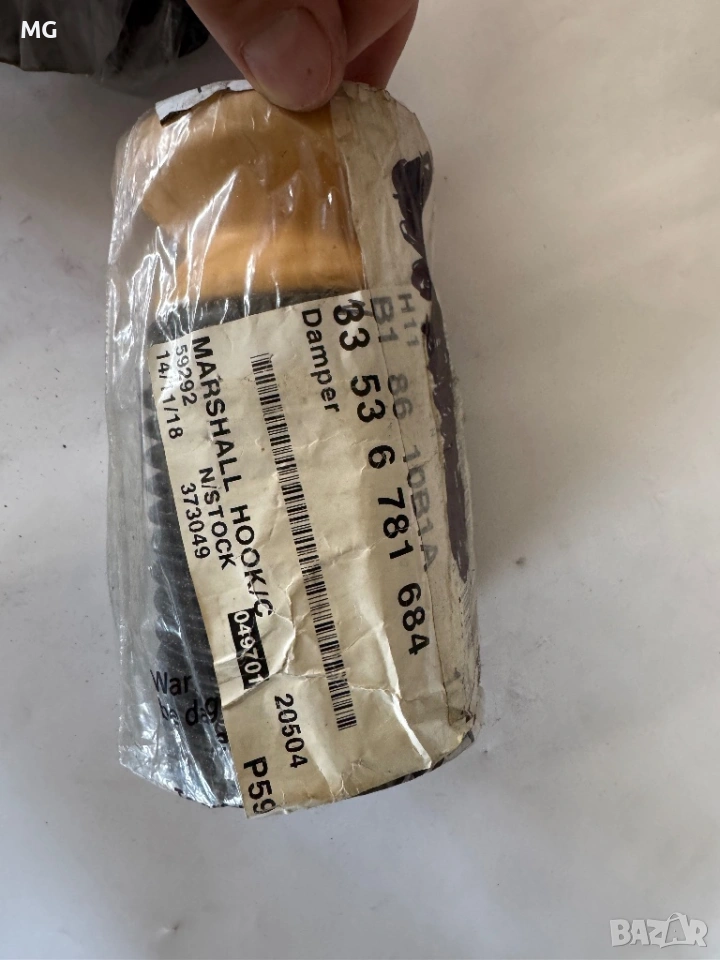 MG
H11
B1 86 10B1A
33 53 6 781 684
Damper
MARSHALL HOOK/C
N/STOCK
59292
373049
14/11/18
049701
20504
P59
War
BAZAR